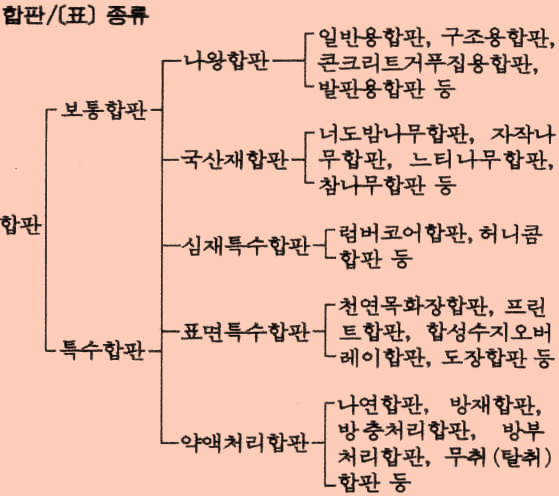 합판/〔표〕 종류
합판
보통합판
나왕합판
일반용합판, 구조용합판,
콘크리트거푸집용합판,
발판용합판 등
국산재합판
너도밤나무합판, 자작나
무합판, 느티나무합판,
참나무합판 등
특수합판
심재특수합판
럼버코어합판, 허니콤
합판 등
표면특수합판
천연목화장합판, 프린
트합판, 합성수지오버
레이합판, 도장합판 등
약액처리합판
나연합판, 방재합판,
방충처리합판, 방부
처리합판, 무취(탈취)
합판 등